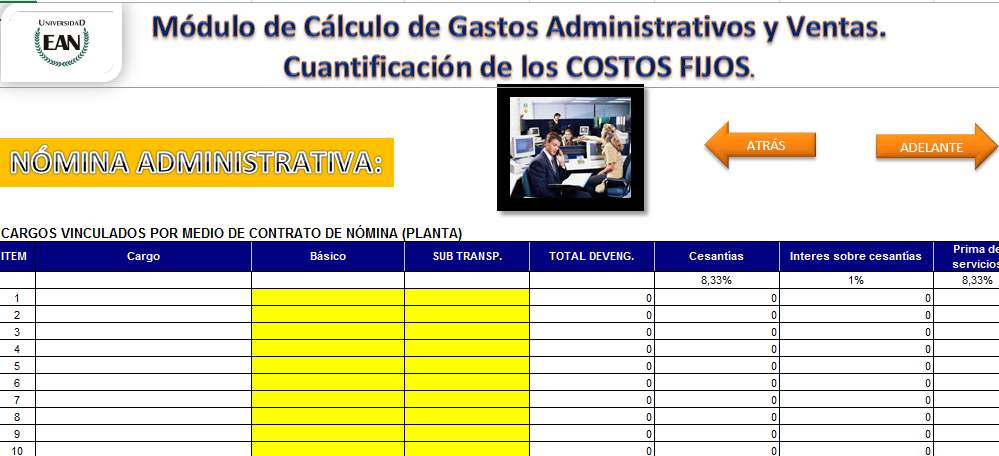 UNIVERSIDAD
EAN
Módulo de Cálculo de Gastos Administrativos y Ventas.
Cuantificación de los COSTOS FIJOS.
ATRÁS
ADELANTE
NÓMINA ADMINISTRATIVA:
CARGOS VINCULADOS POR MEDIO DE CONTRATO DE NÓMINA (PLANTA)
ITEM Cargo Básico SUB TRANSP. TOTAL DEVENG. Cesantías Interes sobre cesantías Prima de servicios
8,33% 1% 8,33%
1 0 0 0
2 0 0 0
3 0 0 0
4 0 0 0
5 0 0 0
6 0 0 0
7 0 0 0
8 0 0 0
9 0 0 0
10 0 0 0